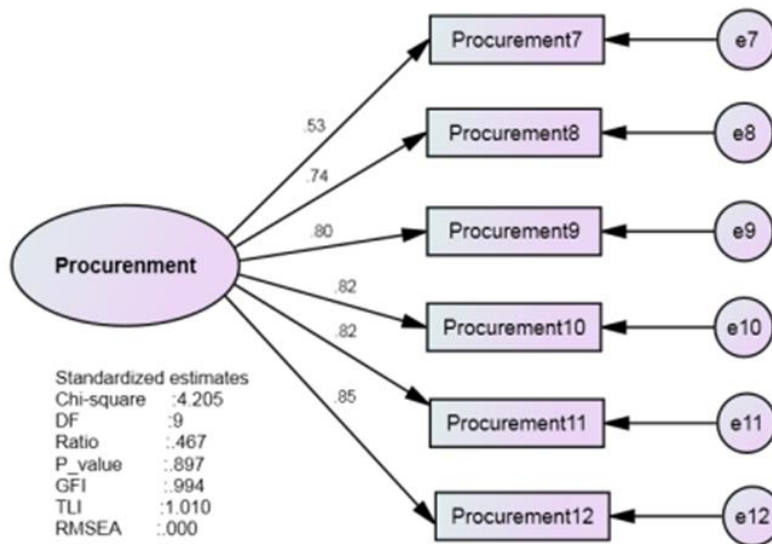 Procurement7
e7
.53
Procurement8
e8
.74
Procurement9
e9
.80
Procurenment
Procurement10
e10
.82
.82
Procurement11
e11
.85
Procurement12
e12
Standardized estimates
Chi-square :4.205
DF :9
Ratio :.467
P_value :.897
GFI :.994
TLI :1.010
RMSEA :.000